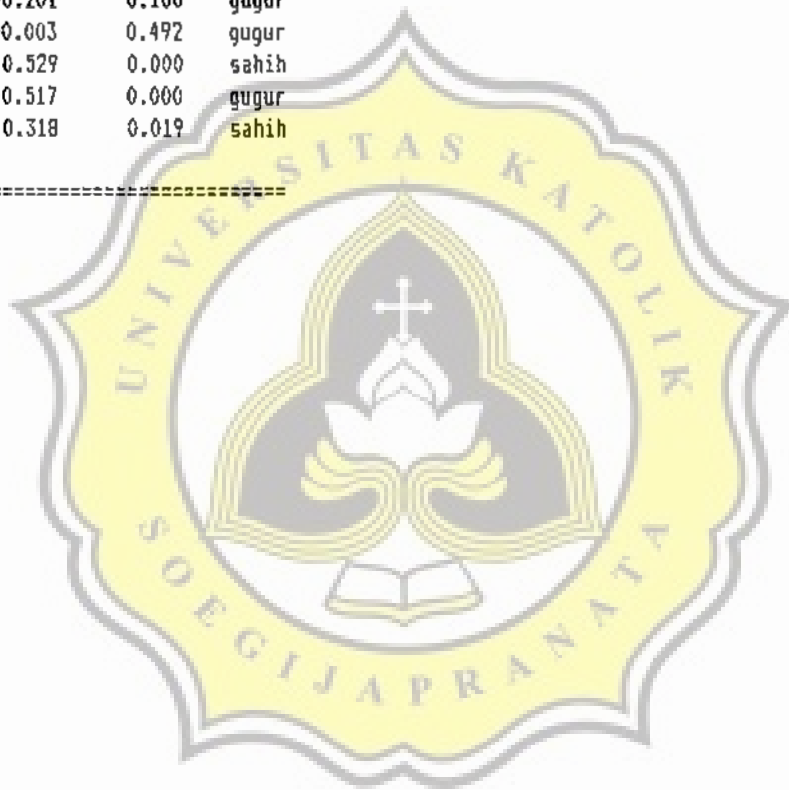 gugur
0.003 0.492 gugur
0.529 0.000 sahih
0.517 0.000 gugur
0.318 0.019 sahih
==============================
UNIVERSITAS KATOLIK
SOEGIJAPRANATA